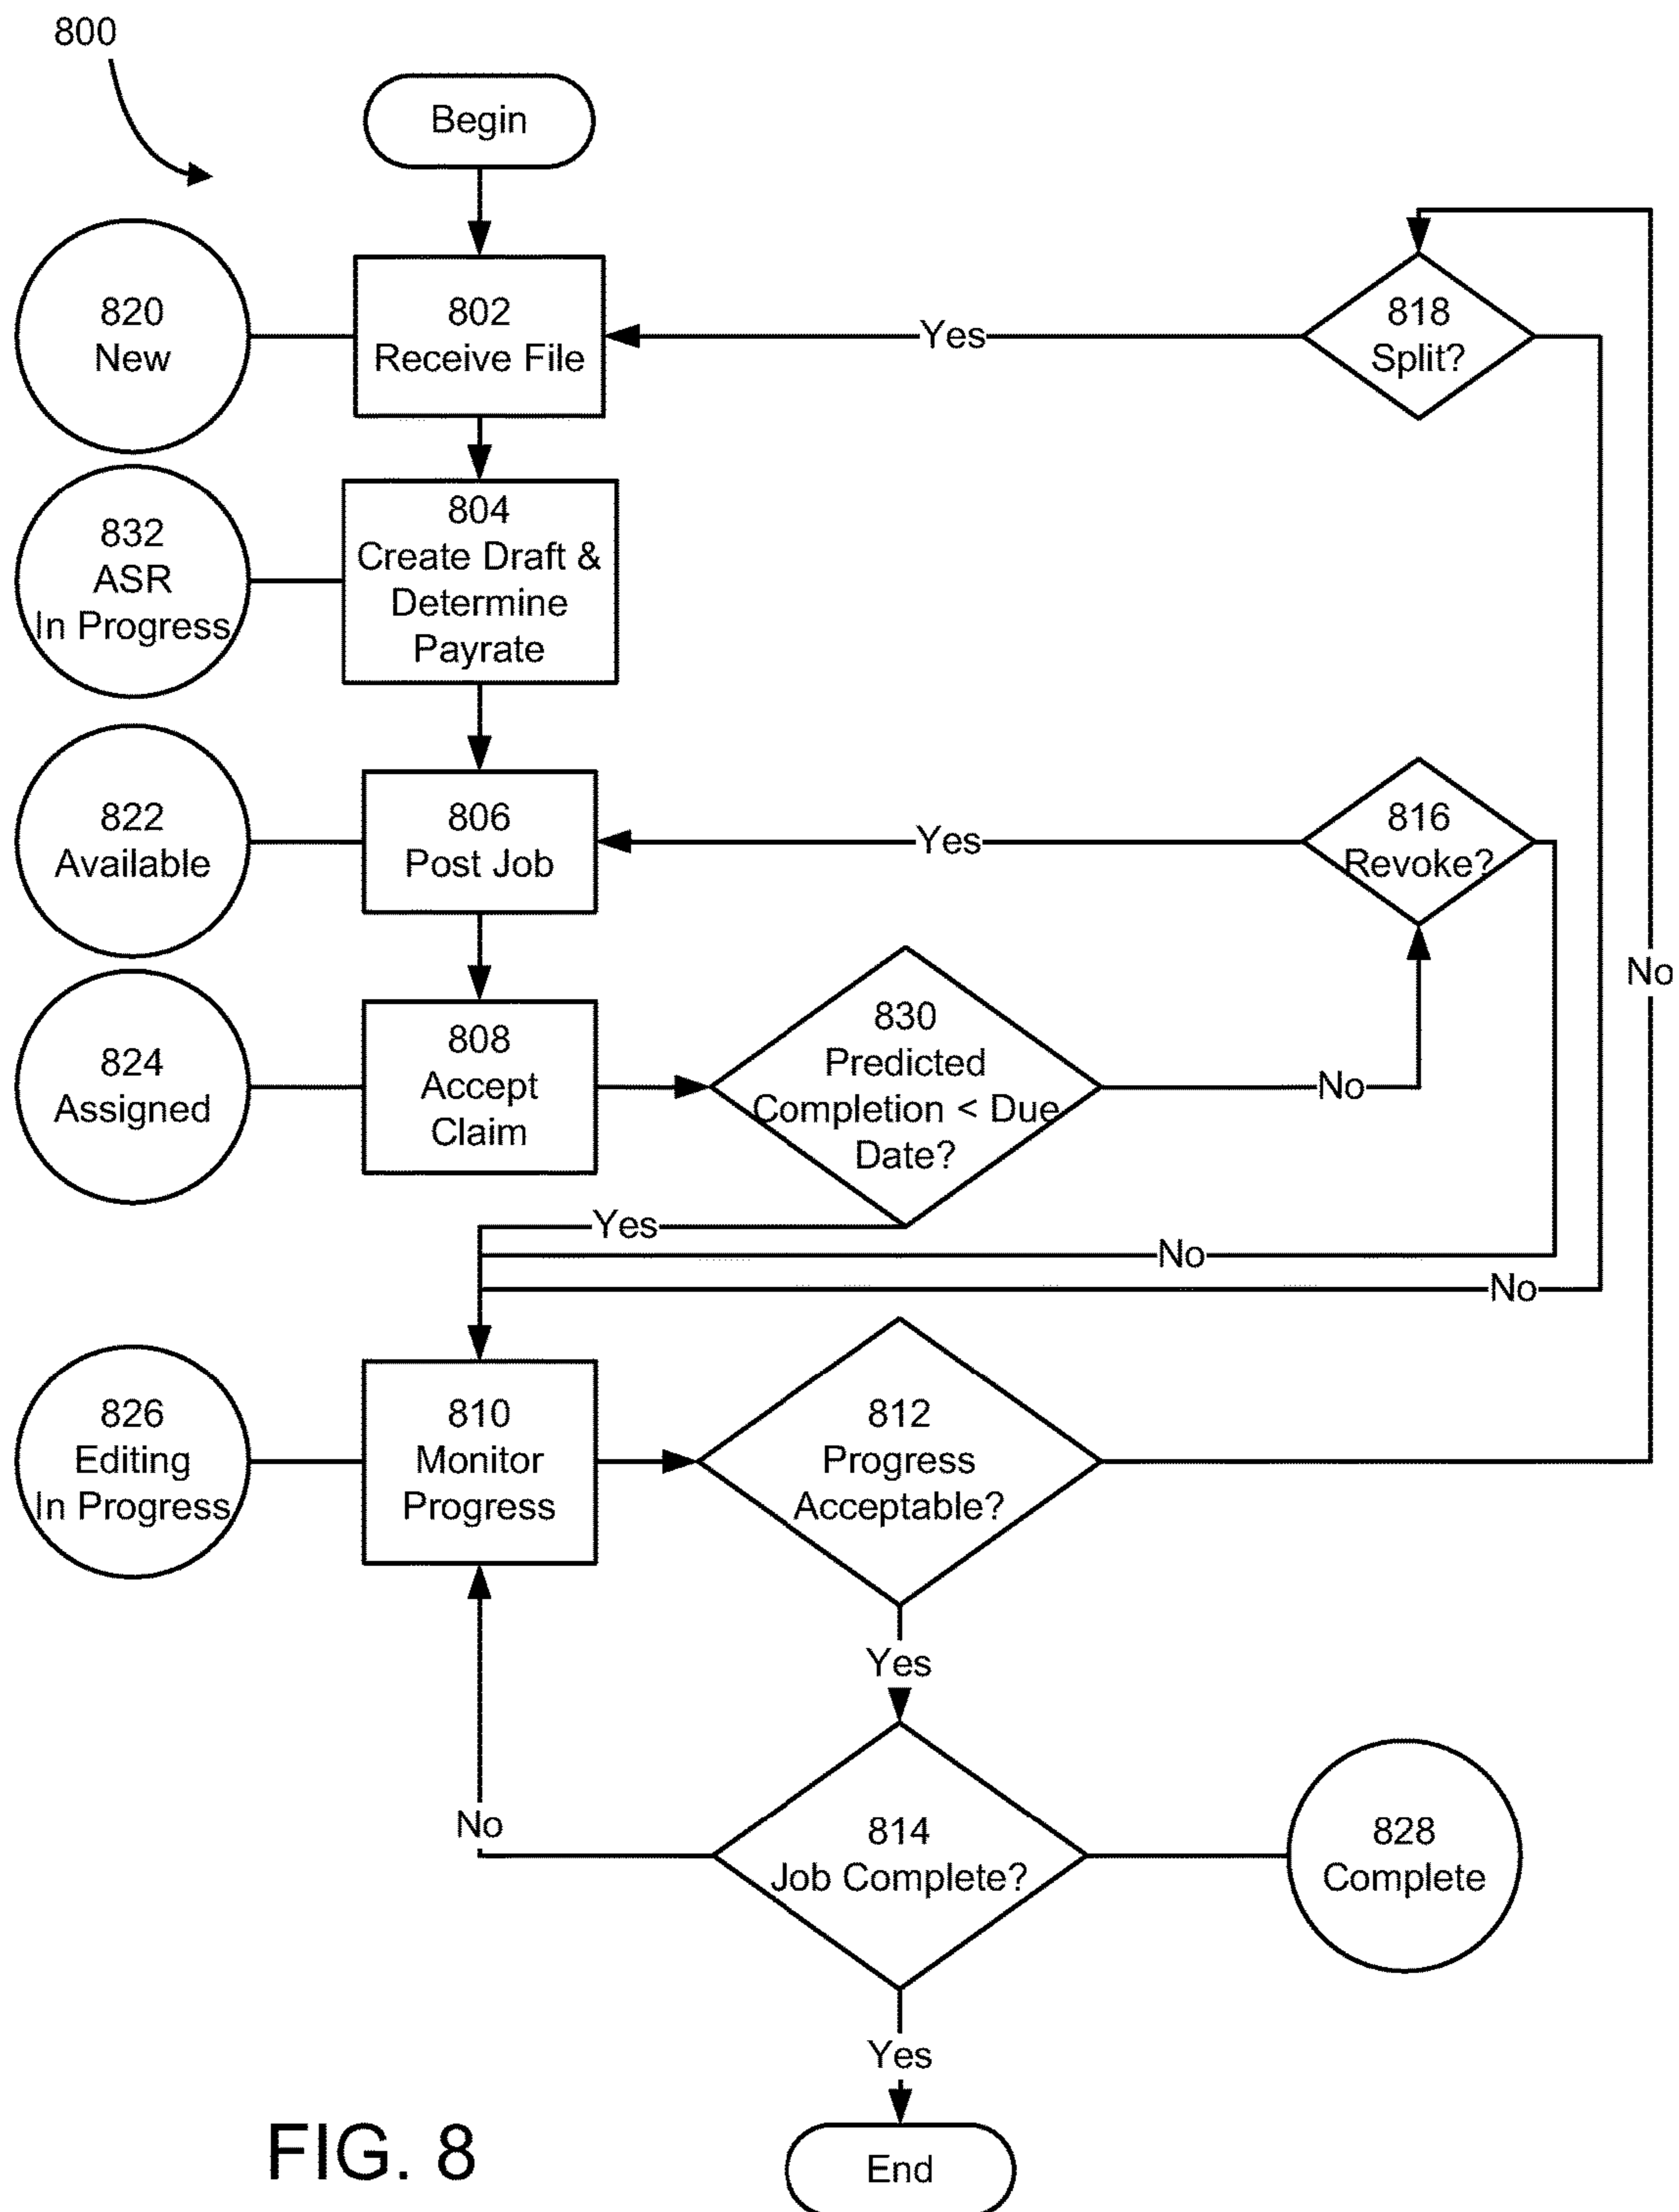 800
Begin
820
New
802
Receive File
Yes
818
Split?
832
ASR
In Progress
804
Create Draft &
Determine
Payrate
822
Available
806
Post Job
Yes
816
Revoke?
No
824
Assigned
808
Accept
Claim
830
Predicted
Completion < Due
Date?
No
Yes
No
No
826
Editing
In Progress
810
Monitor
Progress
812
Progress
Acceptable?
Yes
No
814
Job Complete?
828
Complete
Yes
End
FIG. 8